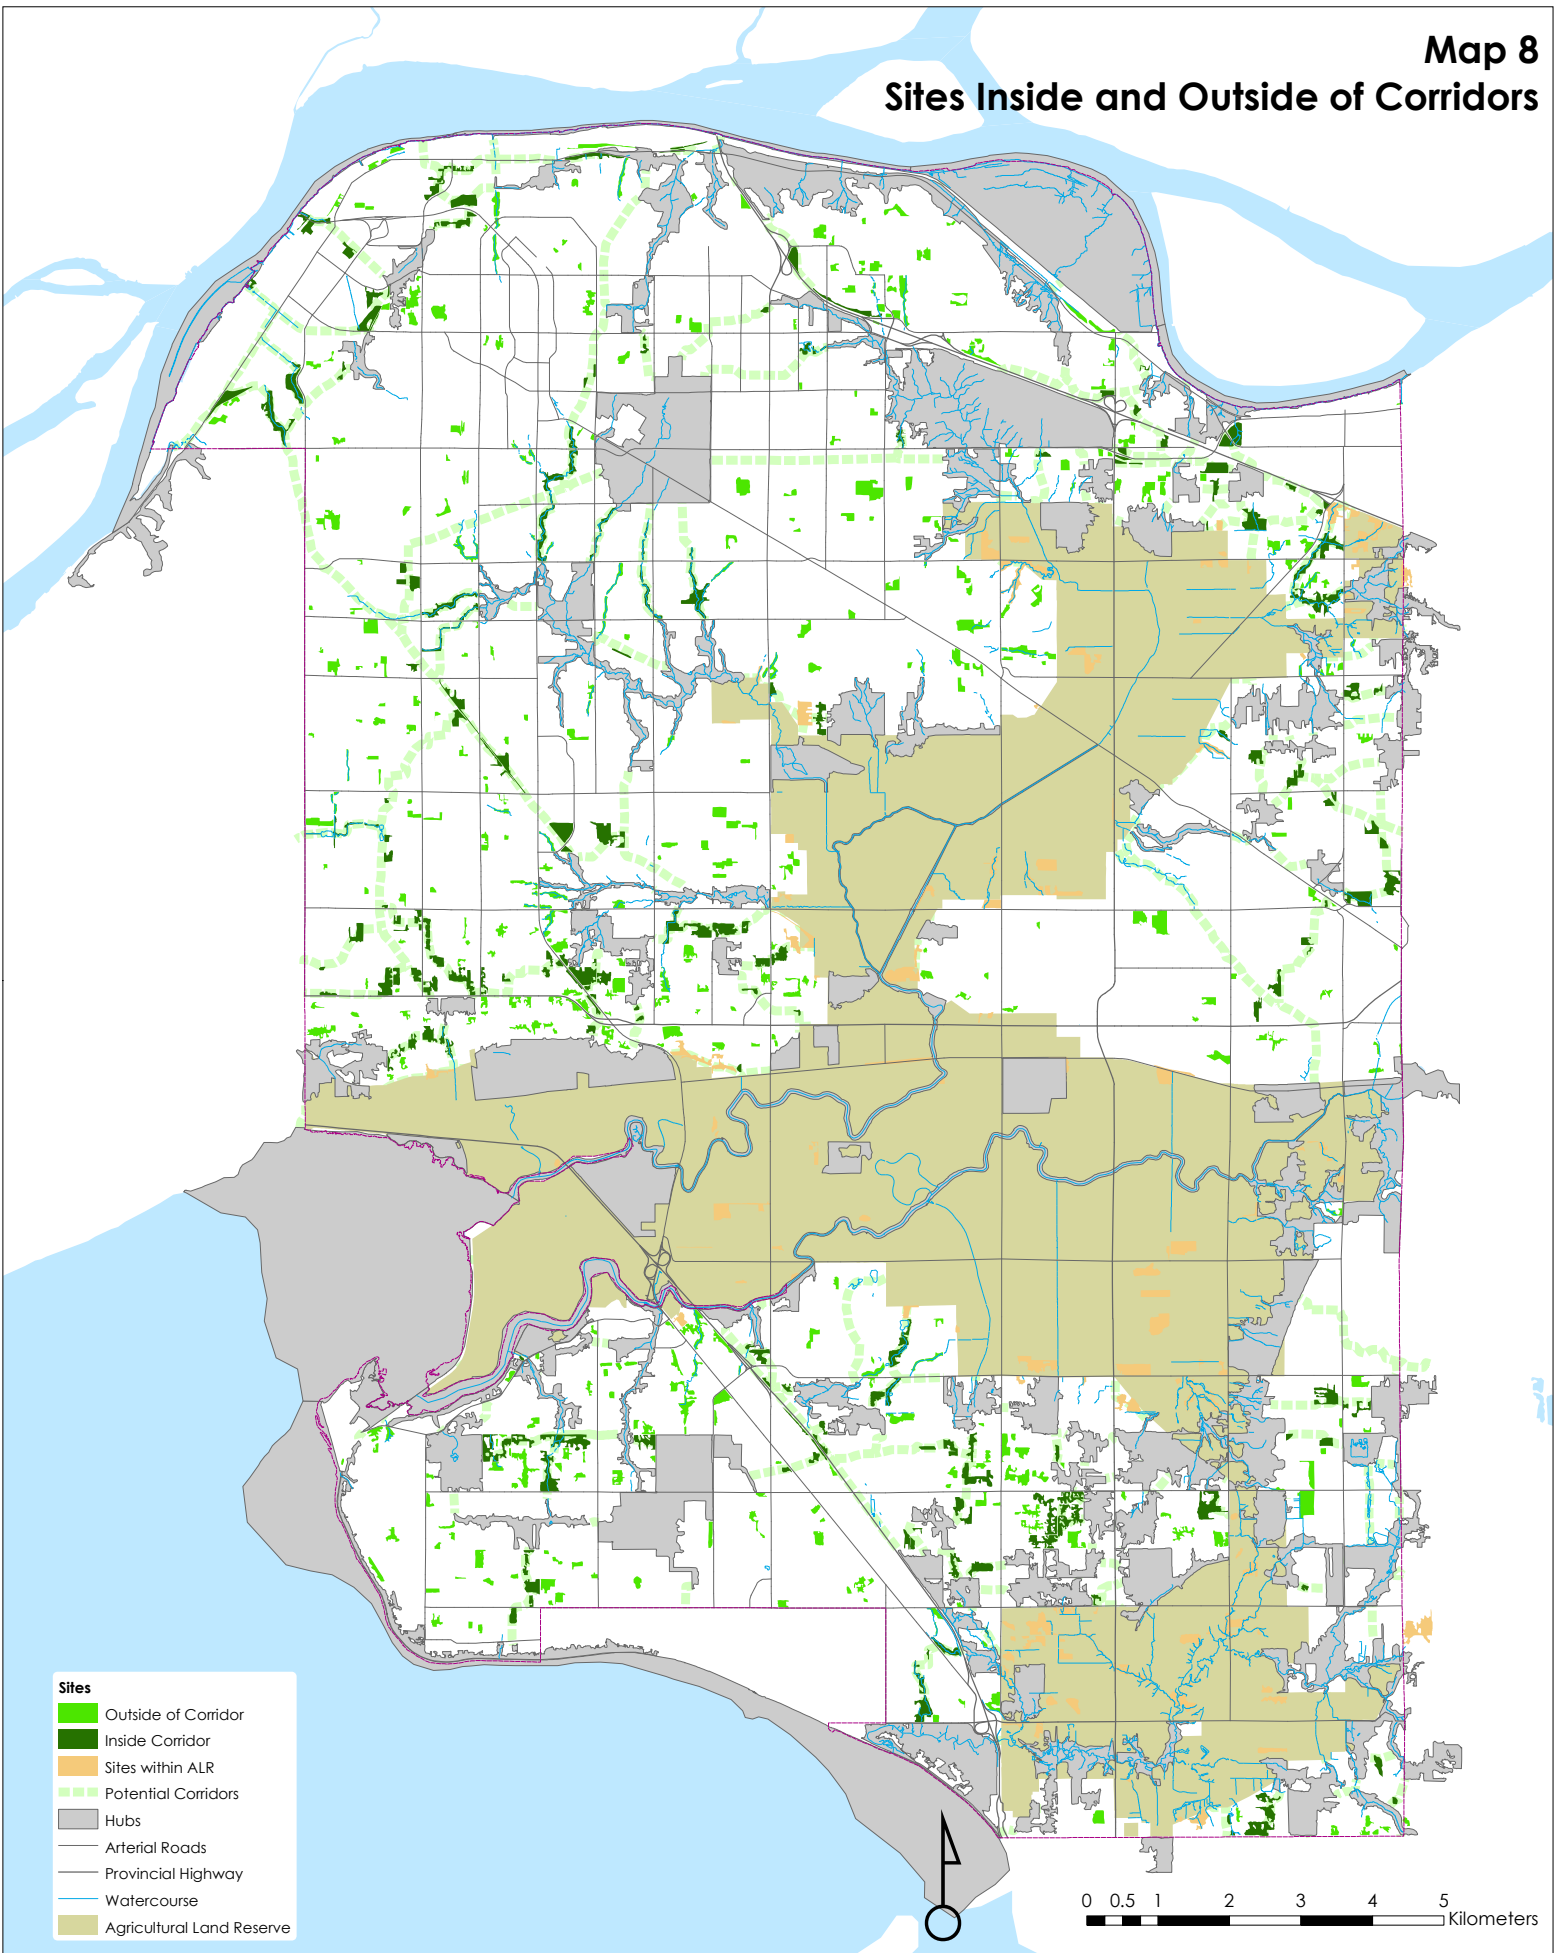 Map 8
Sites Inside and Outside of Corridors
Sites
Outside of Corridor
Inside Corridor
Sites within ALR
Potential Corridors
Hubs
Arterial Roads
Provincial Highway
Watercourse
Agricultural Land Reserve
0 0.5 1 2 3 4 5
Kilometers